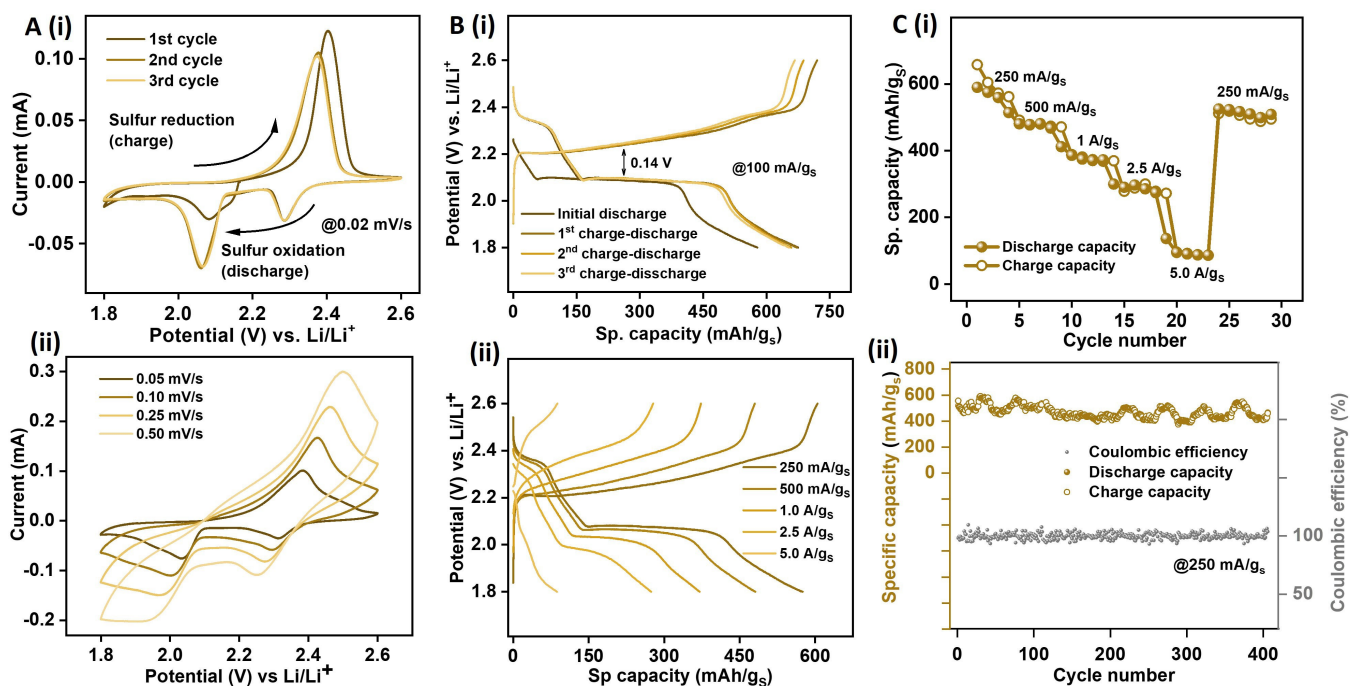 A (i)
1st cycle
2nd cycle
3rd cycle
Sulfur reduction
(charge)
@0.02 mV/s
Sulfur oxidation
(discharge)
Current (mA)
0.10
0.05
0.00
-0.05
1.8 2.0 2.2 2.4 2.6
Potential (V) vs. Li/Li⁺
B (i)
Potential (V) vs. Li/Li⁺
2.6
2.4
2.2
2.0
1.8
0.14 V
@100 mA/gₛ
Initial discharge
1ˢᵗ charge-discharge
2ⁿᵈ charge-discharge
3ʳᵈ charge-disscharge
0 150 300 450 600 750
Sp. capacity (mAh/gₛ)
C (i)
Sp. capacity (mAh/gₛ)
600
400
200
0
250 mA/gₛ
500 mA/gₛ
1 A/gₛ
2.5 A/gₛ
5.0 A/gₛ
250 mA/gₛ
Discharge capacity
Charge capacity
0 5 10 15 20 25 30
Cycle number
(ii)
Current (mA)
0.3
0.2
0.1
0.0
-0.1
-0.2
0.05 mV/s
0.10 mV/s
0.25 mV/s
0.50 mV/s
1.8 2.0 2.2 2.4 2.6
Potential (V) vs Li/Li⁺
(ii)
Potential (V) vs. Li/Li⁺
2.6
2.4
2.2
2.0
1.8
250 mA/gₛ
500 mA/gₛ
1.0 A/gₛ
2.5 A/gₛ
5.0 A/gₛ
0 150 300 450 600
Sp capacity (mAh/gₛ)
(ii)
Specific capacity (mAh/gₛ)
800
600
400
200
0
Coulombic efficiency
Discharge capacity
Charge capacity
@250 mA/gₛ
100
50
Coulombic efficiency (%)
0 100 200 300 400
Cycle number